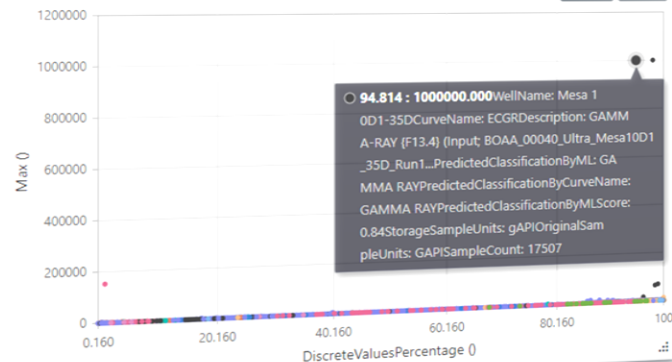 1200000
1000000
800000
600000
400000
200000
0
Max ()
94.814 : 1000000.000WellName: Mesa 1
0D1-35DCurveName: ECGRDescription: GAMM
A-RAY {F13.4} (Input; BOAA_00040_Ultra_Mesa10D1
_35D_Run1...PredictedClassificationByML: GA
MMA RAYPredictedClassificationByCurveName:
GAMMA RAYPredictedClassificationByMLScore:
0.84StorageSampleUnits: gAPIOriginalSam
pleUnits: GAPISampleCount: 17507
0.160 20.160 40.160 60.160 80.160 100
DiscreteValuesPercentage ()